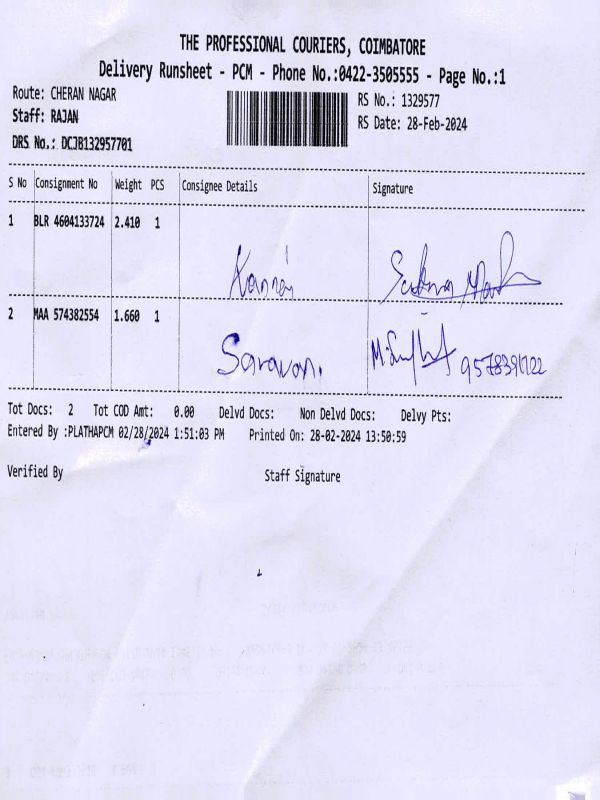 THE PROFESSIONAL COURIERS, COIMBATORE
Delivery Runsheet - PCM - Phone No.:0422-3505555 - Page No.:1
Route: CHERAN NAGAR
RS No.: 1329577
Staff: RAJAN
RS Date: 28-Feb-2024
DRS No.: DCJB132957701
S No Consignment No Weight PCS Consignee Details Signature
1 BLR 4604133724 2.410 1
2 MAA 574382554 1.660 1
Saravan.
Tot Docs: 2 Tot COD Amt: 0.00 Delvd Docs: Non Delvd Docs: Delvy Pts:
Entered By :PLATHAPCM 02/28/2024 1:51:03 PM Printed On: 28-02-2024 13:50:59
Verified By Staff Signature